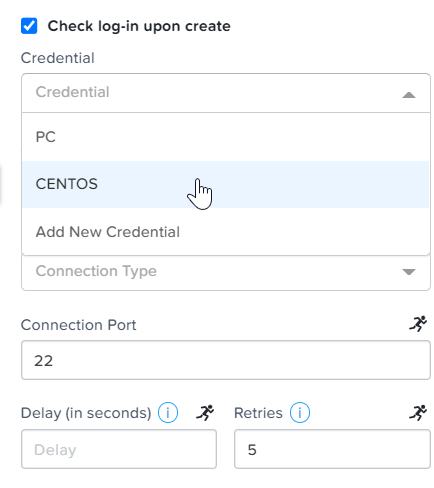 Check log-in upon create
Credential
Credential
PC
CENTOS
Add New Credential
Connection Type
Connection Port
22
Delay (in seconds) i Retries i
Delay 5